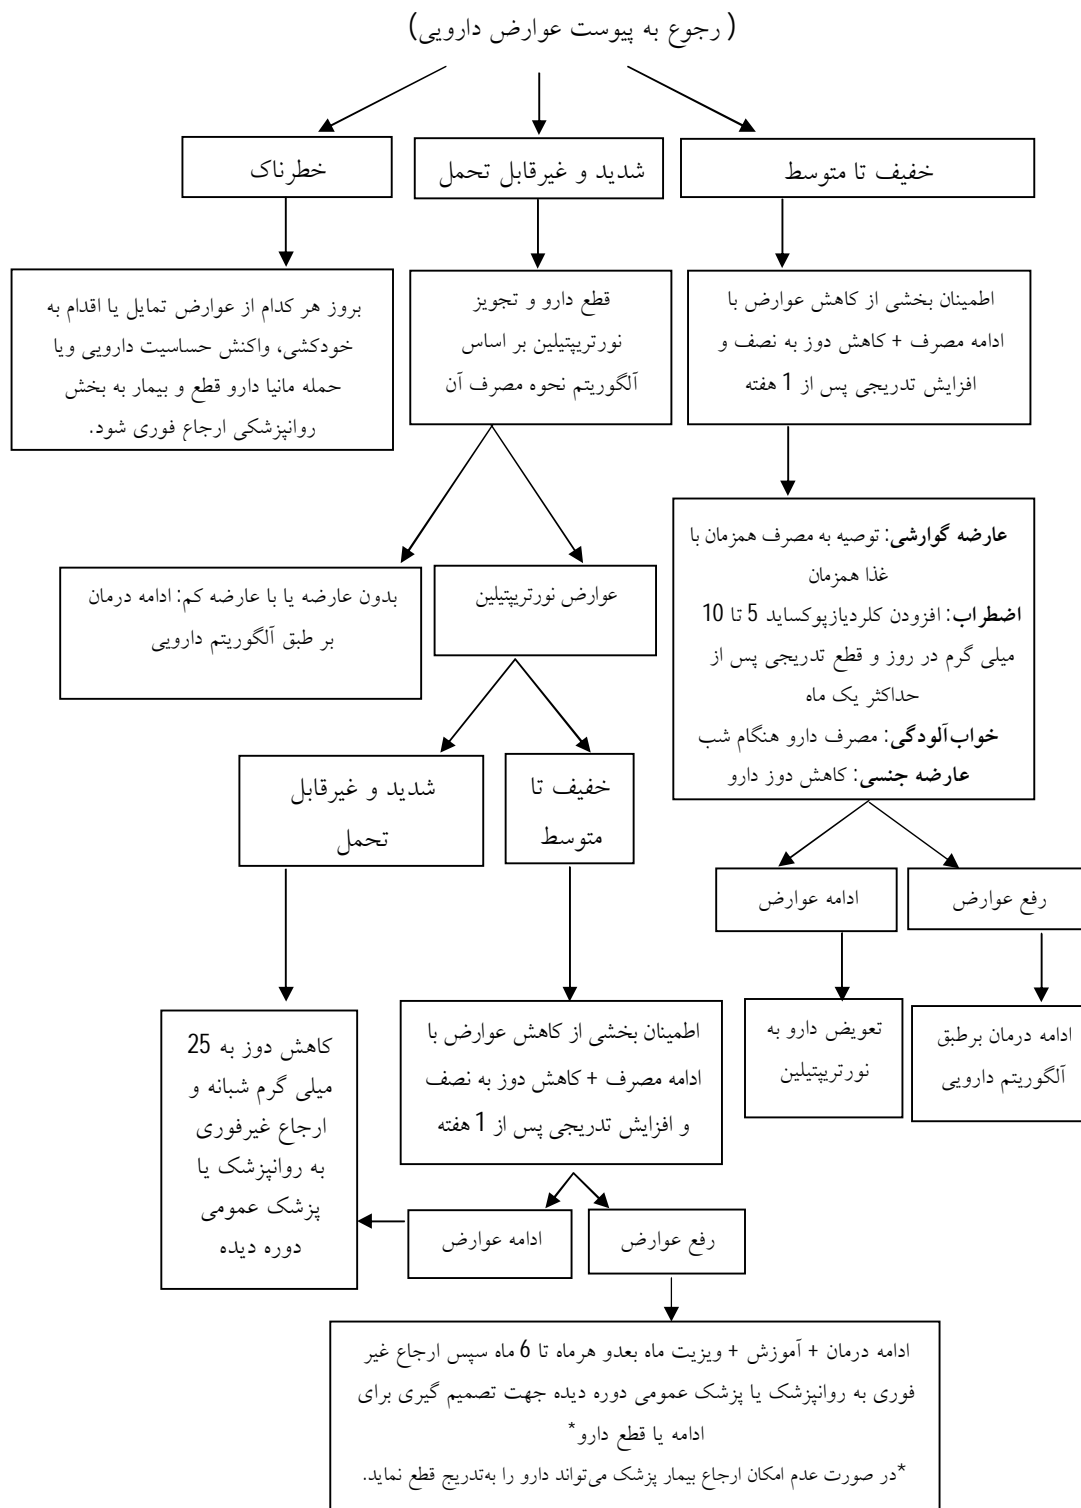 ( رجوع به پیوست عوارض دارویی)
خفیف تا متوسط
شدید و غیرقابل تحمل
خطرناک
اطمینان بخشی از کاهش عوارض با
ادامه مصرف + کاهش دوز به نصف و
افزایش تدریجی پس از 1 هفته
قطع دارو و تجویز
نورتریپتیلین بر اساس
آلگوریتم نحوه مصرف آن
بروز هر کدام از عوارض تمایل یا اقدام به
خودکشی، واکنش حساسیت دارویی ویا
حمله مانیا دارو قطع و بیمار به بخش
روانپزشکی ارجاع فوری شود.
عارضه گوارشی: توصیه به مصرف همزمان با
غذا همزمان
اضطراب: افزودن کلردیازپوکساید 5 تا 10
میلی گرم در روز و قطع تدریجی پس از
حداکثر یک ماه
خواب‌آلودگی: مصرف دارو هنگام شب
عارضه جنسی: کاهش دوز دارو
عوارض نورتریپتیلین
بدون عارضه یا با عارضه کم: ادامه درمان
بر طبق آلگوریتم دارویی
خفیف تا
متوسط
شدید و غیرقابل
تحمل
رفع عوارض
ادامه عوارض
ادامه درمان برطبق
آلگوریتم دارویی
تعویض دارو به
نورتریپتیلین
اطمینان بخشی از کاهش عوارض با
ادامه مصرف + کاهش دوز به نصف
و افزایش تدریجی پس از 1 هفته
کاهش دوز به 25
میلی گرم شبانه و
ارجاع غیرفوری
به روانپزشک یا
پزشک عمومی
دوره دیده
رفع عوارض
ادامه عوارض
ادامه درمان + آموزش + ویزیت ماه بعدو هرماه تا 6 ماه سپس ارجاع غیر
فوری به روانپزشک یا پزشک عمومی دوره دیده جهت تصمیم گیری برای
ادامه یا قطع دارو*
*در صورت عدم امکان ارجاع بیمار پزشک می‌تواند دارو را به‌تدریج قطع نماید.